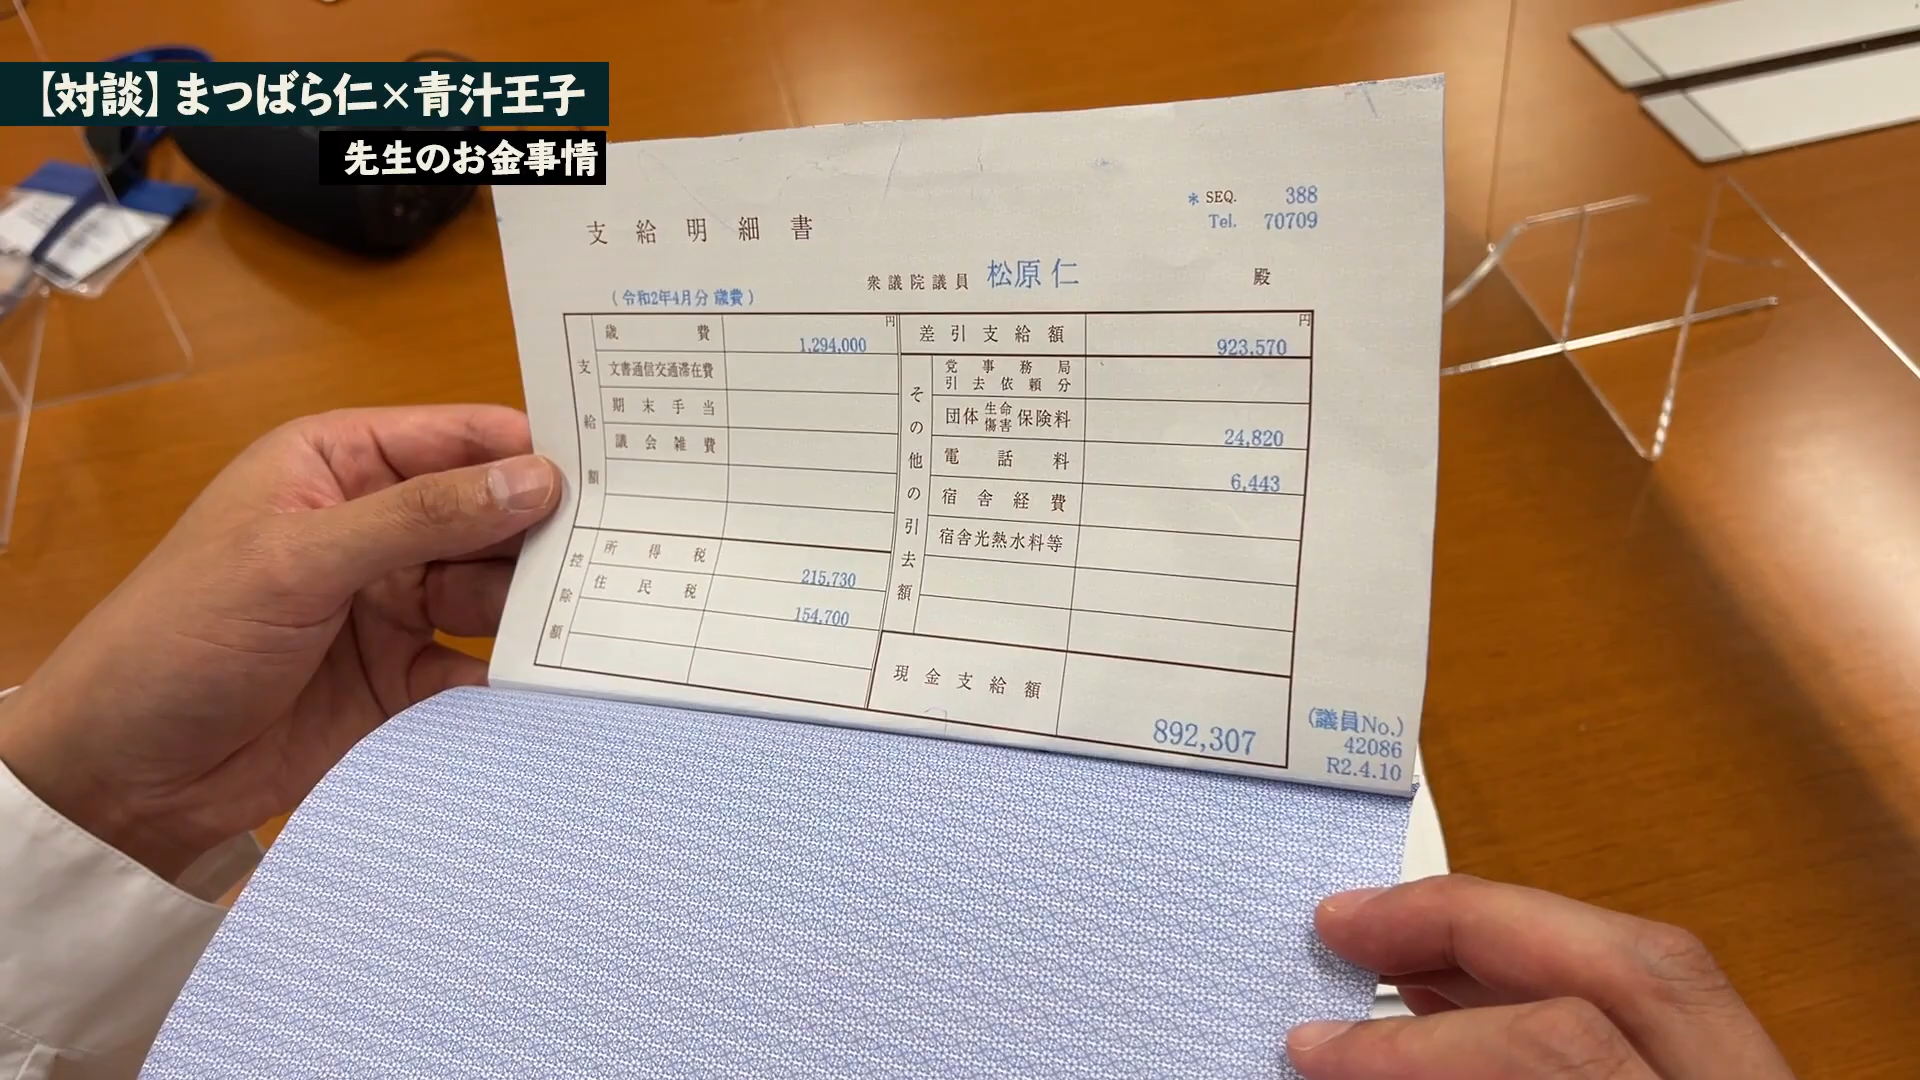 【対談】まつばら仁×青汁王子
先生のお金事情
支給明細書
* SEQ. 388
Tel. 70709
衆議院議員 松原 仁 殿
(令和2年4月分 歳費)
支給額
歳費 1,294,000円
文書通信交通滞在費
期末手当
議会雑費
控除額
所得税 215,730
住民税 154,700
差引支給額 923,570円
その他の引去額
党事務局
引去依頼分
団体生命傷害保険料 24,820
電話料 6,443
宿舎経費
宿舎光熱水料等
現金支給額 892,307
(議員No.)
42086
R2.4.10